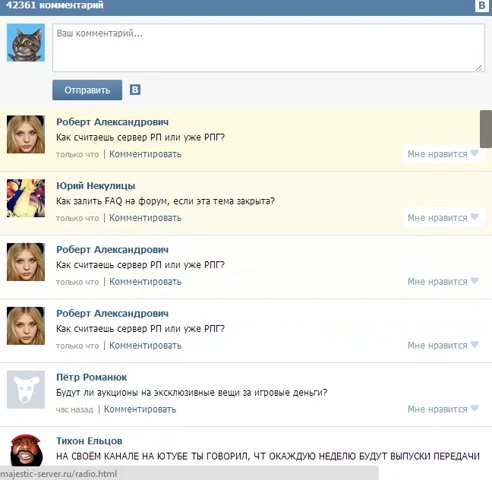 42361 комментарий
В
Ваш комментарий...
Отправить
В
Роберт Александрович
Как считаешь сервер РП или уже РПГ?
только что | Комментировать
Мне нравится
Юрий Некулицы
Как залить FAQ на форум, если эта тема закрыта?
только что | Комментировать
Мне нравится
Роберт Александрович
Как считаешь сервер РП или уже РПГ?
только что | Комментировать
Мне нравится
Роберт Александрович
Как считаешь сервер РП или уже РПГ?
только что | Комментировать
Мне нравится
Пётр Романюк
Будут ли аукционы на эксклюзивные вещи за игровые деньги?
час назад | Комментировать
Мне нравится
Тихон Ельцов
НА СВОЁМ КАНАЛЕ НА ЮТУБЕ ТЫ ГОВОРИЛ, ЧТ ОКАЖДУЮ НЕДЕЛЮ БУДУТ ВЫПУСКИ ПЕРЕДАЧИ
majestic-server.ru/radio.html